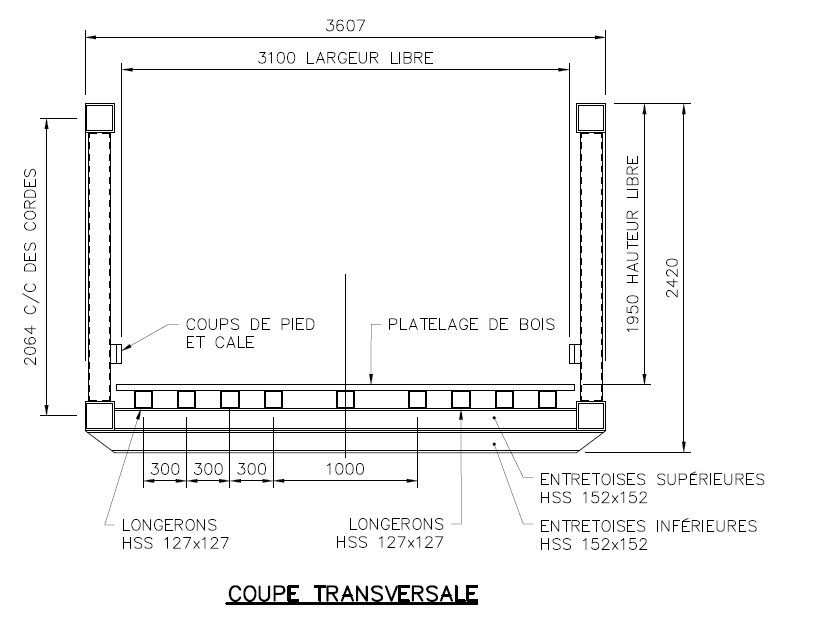 3607
3100 LARGEUR LIBRE
2064 C/C DES CORDES
1950 HAUTEUR LIBRE
2420
COUPS DE PIED
ET CALE
PLATELAGE DE BOIS
300
300
300
1000
ENTRETOISES SUPÉRIEURES
HSS 152x152
LONGERONS
HSS 127x127
LONGERONS
HSS 127x127
ENTRETOISES INFÉRIEURES
HSS 152x152
COUPE TRANSVERSALE